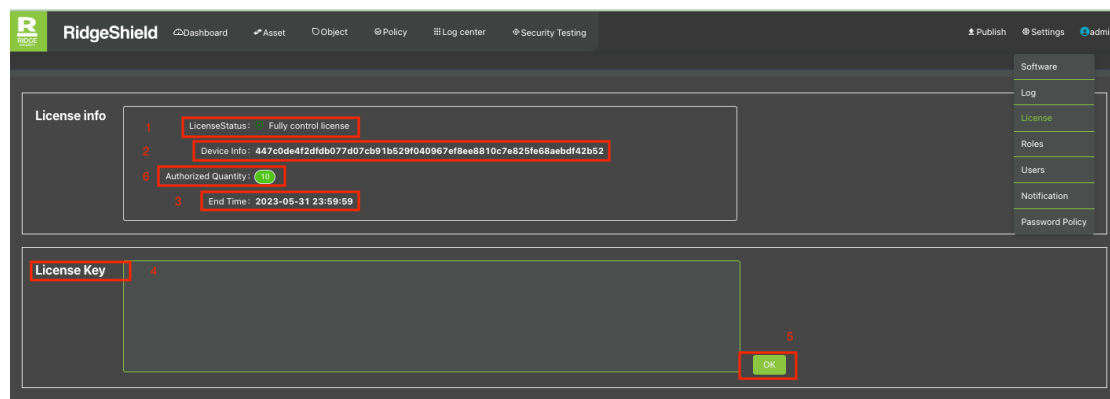 R
RIDGE
RidgeShield
Dashboard
Asset
Object
Policy
Log center
Security Testing
Publish
Settings
admi
Software
Log
License
Roles
Users
Notification
Password Policy
License info
1 LicenseStatus: Fully control license
2 Device Info: 447c0de4f2dfdb077d07cb91b529f040967ef8ee8810c7e825fe68aebdf42b52
6 Authorized Quantity: 10
3 End Time: 2023-05-31 23:59:59
License Key 4
5
OK